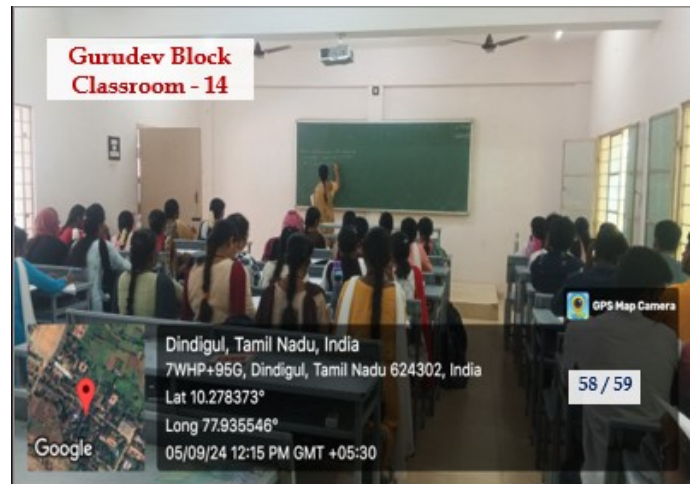 Gurudev Block
Classroom - 14
GPS Map Camera
Dindigul, Tamil Nadu, India
7WHP+95G, Dindigul, Tamil Nadu 624302, India
Lat 10.278373°
Long 77.935546°
05/09/24 12:15 PM GMT +05:30
58 / 59
Google